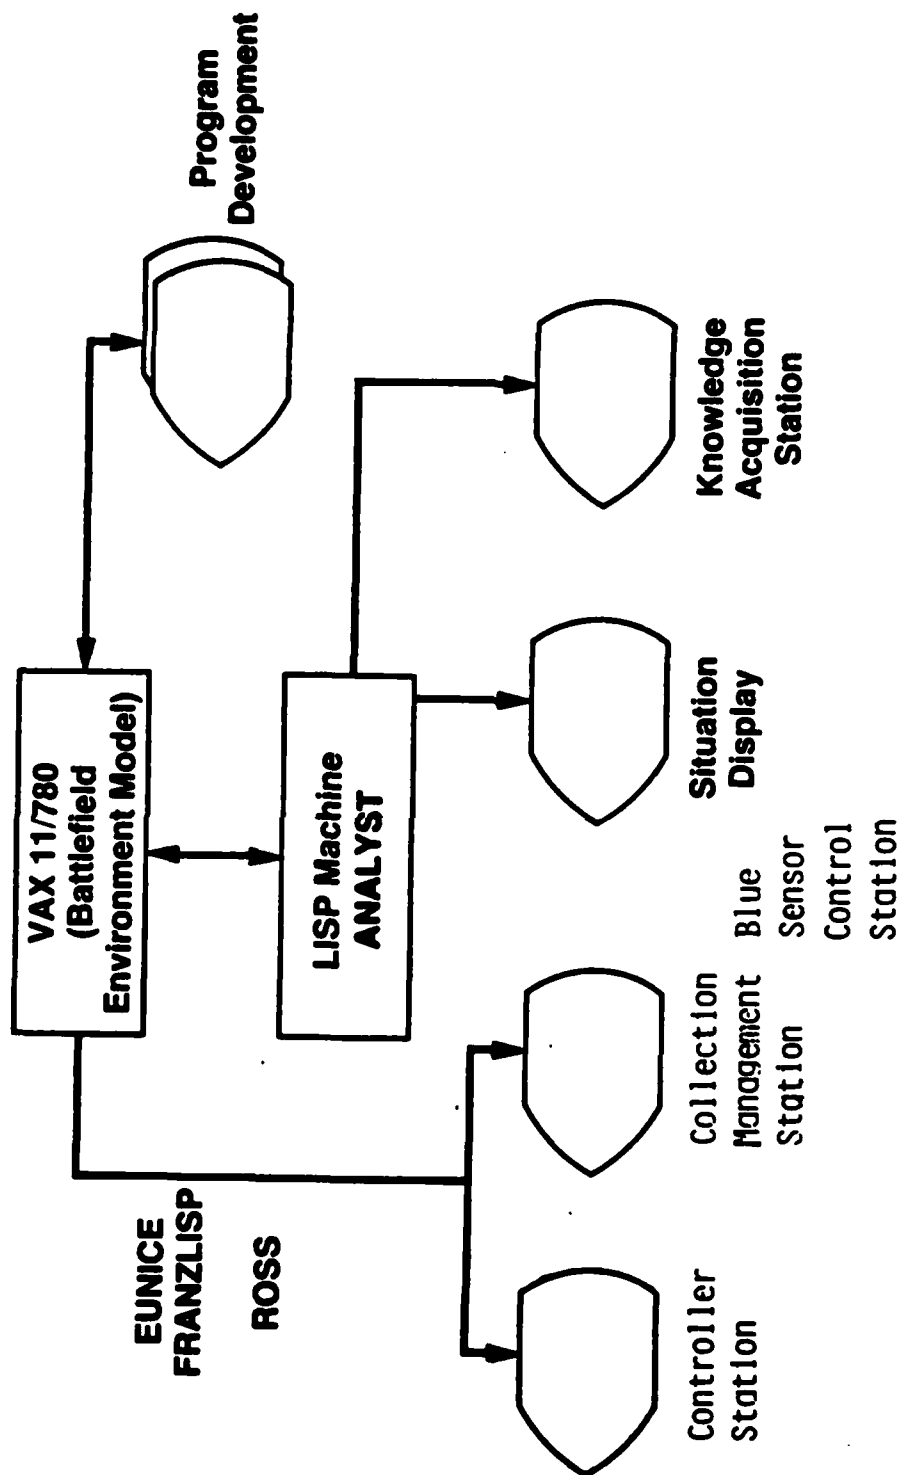 VAX 11/780
(Battlefield
Environment Model)
Program
Development
LISP Machine
ANALYST
EUNICE
FRANZLISP
ROSS
Controller
Station
Collection
Management
Station
Blue
Sensor
Control
Station
Situation
Display
Knowledge
Acquisition
Station